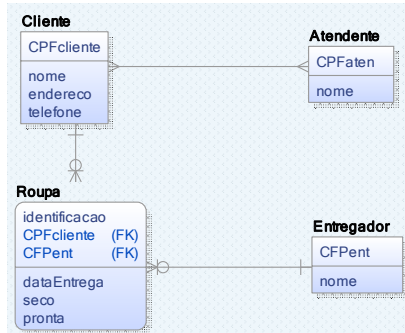 Cliente
CPFcliente
nome
endereco
telefone
Atendente
CPFaten
nome
Roupa
identificacao
CPFcliente (FK)
CFPent (FK)
dataEntrega
seco
pronta
Entregador
CFPent
nome